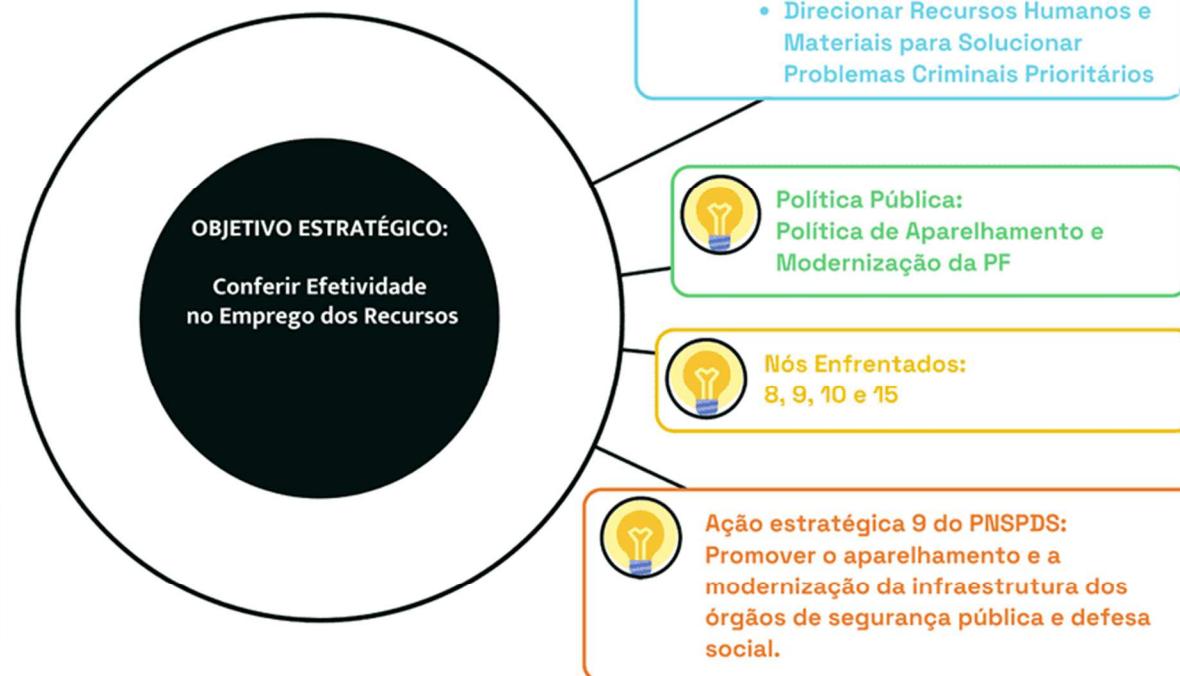 • Direcionar Recursos Humanos e
Materiais para Solucionar
Problemas Criminais Prioritários
OBJETIVO ESTRATÉGICO:
Conferir Efetividade
no Emprego dos Recursos
Política Pública:
Política de Aparelhamento e
Modernização da PF
Nós Enfrentados:
8, 9, 10 e 15
Ação estratégica 9 do PNSPDS:
Promover o aparelhamento e a
modernização da infraestrutura dos
órgãos de segurança pública e defesa
social.